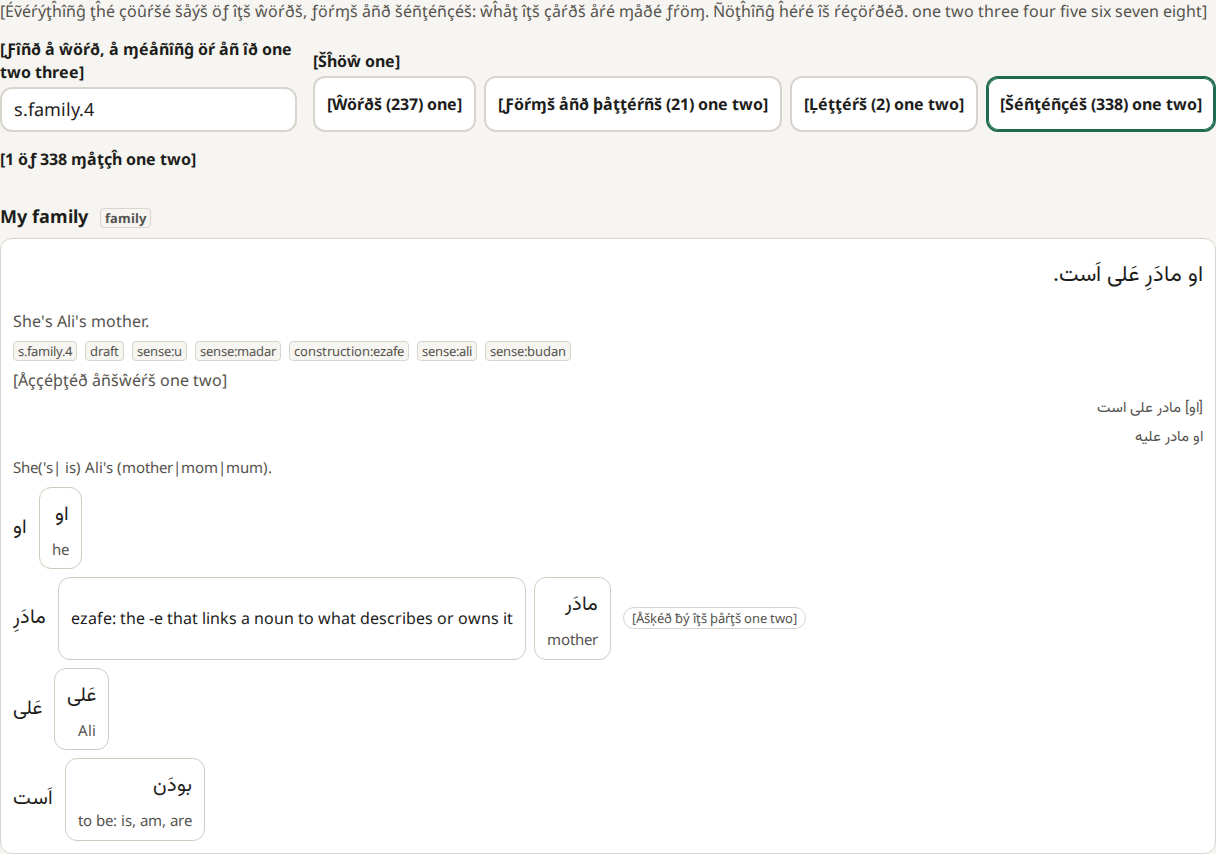 [Éṽéŕýţĥîñĝ ţĥé çöûŕšé šåýš öƒ îţš ŵöŕðš, ƒöŕɱš åñð šéñţéñçéš: ŵĥåţ îţš çåŕðš åŕé ɱåðé ƒŕöɱ. Ñöţĥîñĝ ĥéŕé îš ŕéçöŕðéð. one two three four five six seven eight]
[Ƒîñð å ŵöŕð, å ɱéåñîñĝ öŕ åñ îð one
two three]
s.family.4
[Šĥöŵ one]
[Ŵöŕðš (237) one]
[Ƒöŕɱš åñð þåţţéŕñš (21) one two]
[Ļéţţéŕš (2) one two]
[Šéñţéñçéš (338) one two]
[1 öƒ 338 ɱåţçĥ one two]
My family family
او مادَرِ عَلی اَست.
She's Ali's mother.
s.family.4 draft sense:u sense:madar construction:ezafe sense:ali sense:budan
[Åççéþţéð åñšŵéŕš one two]
[او] مادر علی است
او مادر علیه
She('s| is) Ali's (mother|mom|mum).
او
او
he
مادَرِ
ezafe: the -e that links a noun to what describes or owns it
مادَر
mother
[Åšķéð ƀý îţš þåŕţš one two]
عَلی
عَلی
Ali
اَست
بودَن
to be: is, am, are